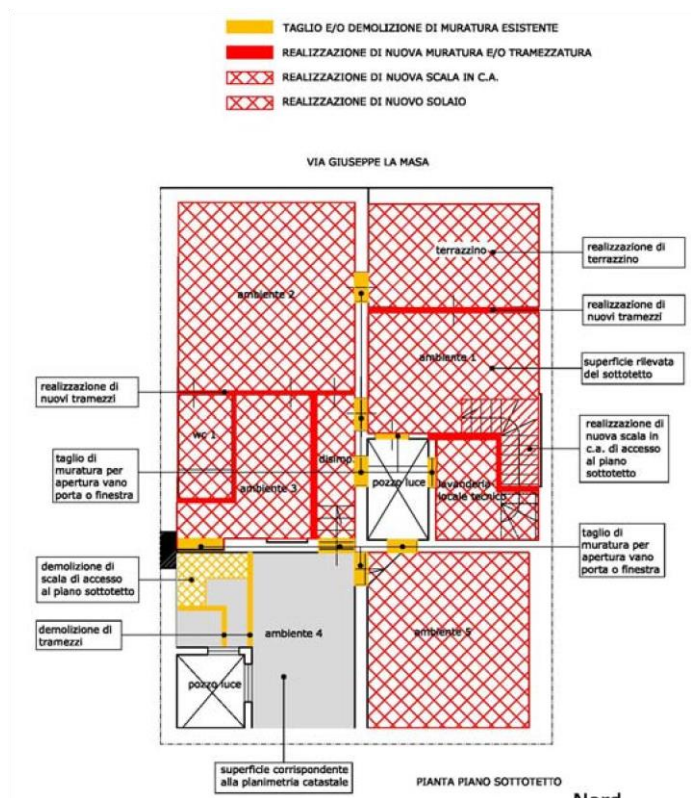 TAGLIO E/O DEMOLIZIONE DI MURATURA ESISTENTE
REALIZZAZIONE DI NUOVA MURATURA E/O TRAMEZZATURA
REALIZZAZIONE DI NUOVA SCALA IN C.A.
REALIZZAZIONE DI NUOVO SOLAIO
VIA GIUSEPPE LA MASA
terrazzino
realizzazione di
terrazzino
ambiente 2
realizzazione di
nuovi tramezzi
ambiente 1
superficie rilevata
del sottotetto
realizzazione di
nuovi tramezzi
realizzazione di
nuova scala in
c.a. di accesso
al piano
sottotetto
wc 1
disimp
taglio di
muratura per
apertura vano
porta o finestra
ambiente 3
pozzo luce
lavanderia
locale tecnico
taglio di
muratura per
apertura vano
porta o finestra
demolizione di
scala di accesso
al piano sottotetto
demolizione di
tramezzi
ambiente 4
ambiente 5
pozzo luce
superficie corrispondente
alla planimetria catastale
PIANTA PIANO SOTTOTETTO
Nord